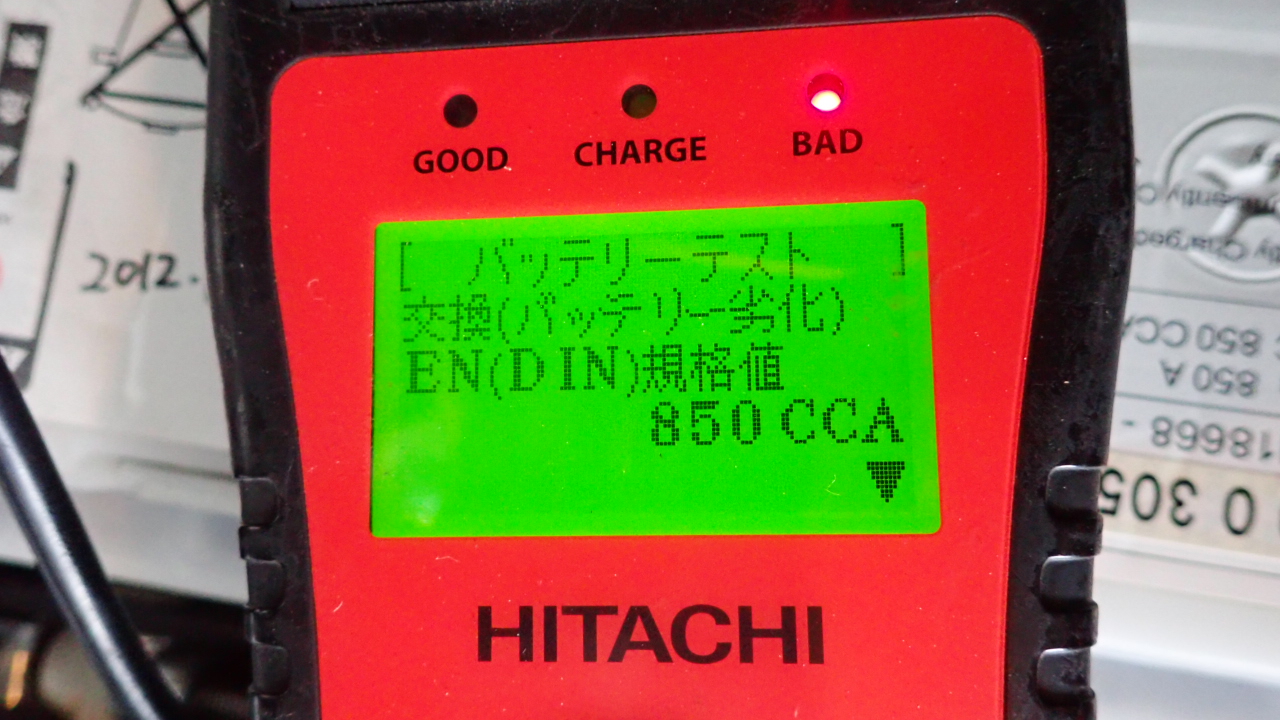 GOOD
CHARGE
BAD
[ バッテリーテスト ]
交換(バッテリー劣化)
EN(DIN)規格値
850 CCA
▼
HITACHI
2012.
850 CCA
850 A
18668 -
0 305